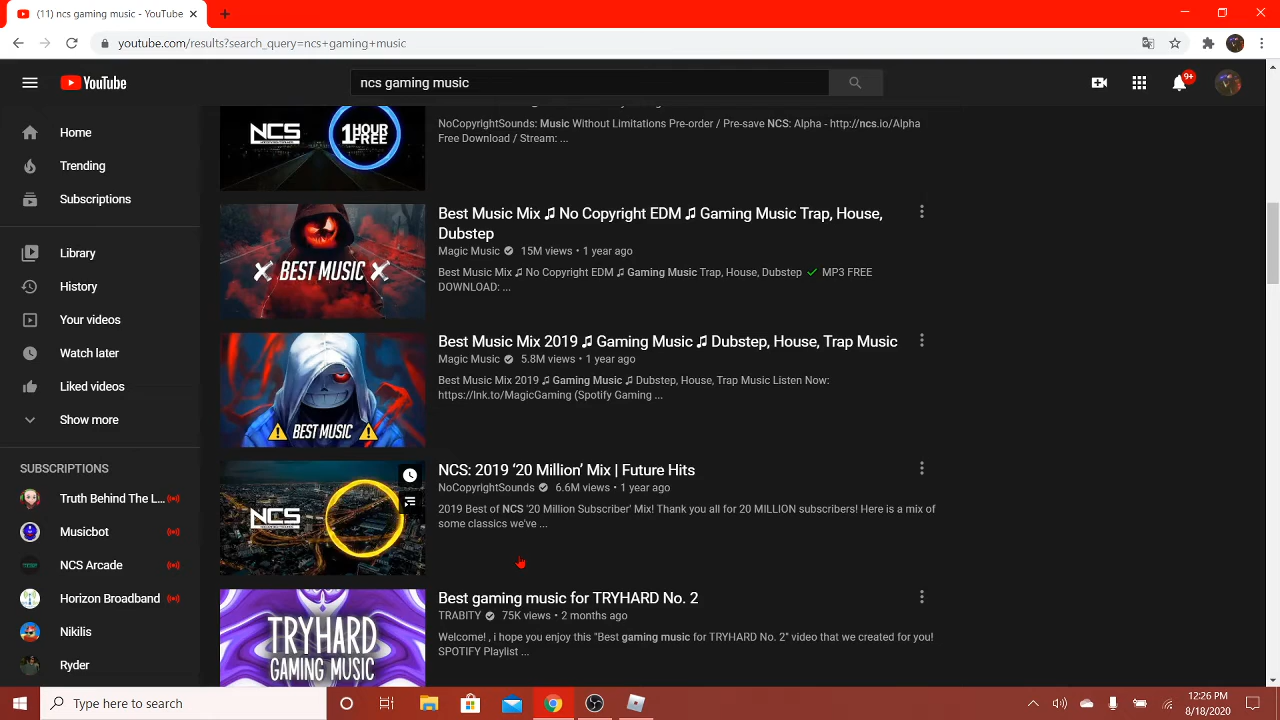 (11) ncs gaming music - YouTube
youtube.com/results?search_query=ncs+gaming+music
YouTube
ncs gaming music
9+
Home
Trending
Subscriptions
Library
History
Your videos
Watch later
Liked videos
Show more
SUBSCRIPTIONS
Truth Behind The L...
Musicbot
NCS Arcade
Horizon Broadband
Nikilis
Ryder
NCS
1HOUR
FREE
NoCopyrightSounds: Music Without Limitations Pre-order / Pre-save NCS: Alpha - http://ncs.io/Alpha
Free Download / Stream: ...
BEST MUSIC
Best Music Mix ♫ No Copyright EDM ♫ Gaming Music Trap, House,
Dubstep
Magic Music 15M views • 1 year ago
Best Music Mix ♫ No Copyright EDM ♫ Gaming Music Trap, House, Dubstep ✓ MP3 FREE
DOWNLOAD: ...
BEST MUSIC
Best Music Mix 2019 ♫ Gaming Music ♫ Dubstep, House, Trap Music
Magic Music 5.8M views • 1 year ago
Best Music Mix 2019 ♫ Gaming Music ♫ Dubstep, House, Trap Music Listen Now:
https://lnk.to/MagicGaming (Spotify Gaming ...
NCS
NCS: 2019 ‘20 Million’ Mix | Future Hits
NoCopyrightSounds 6.6M views • 1 year ago
2019 Best of NCS '20 Million Subscriber' Mix! Thank you all for 20 MILLION subscribers! Here is a mix of
some classics we've ...
TRYHARD
GAMING MUSIC
Best gaming music for TRYHARD No. 2
TRABITY 75K views • 2 months ago
Welcome! , i hope you enjoy this "Best gaming music for TRYHARD No. 2" video that we created for you!
SPOTIFY Playlist ...
Type here to search
12:26 PM
8/18/2020